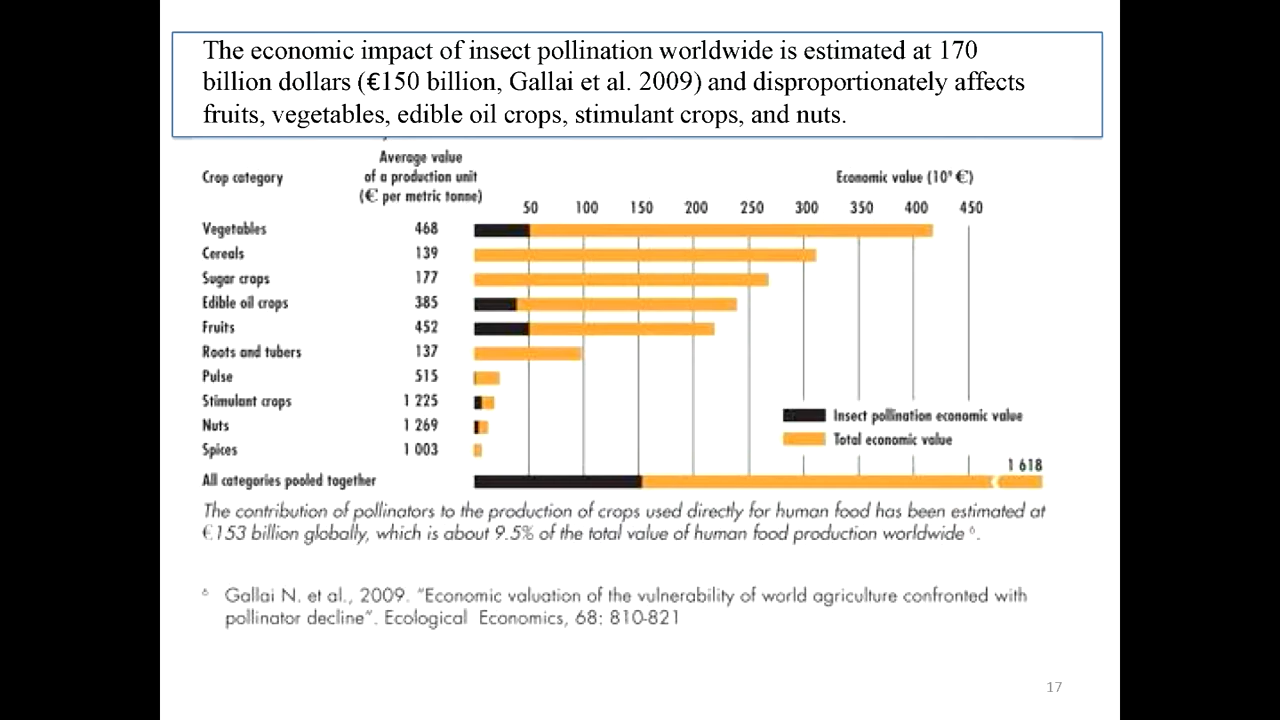 The economic impact of insect pollination worldwide is estimated at 170
billion dollars (€150 billion, Gallai et al. 2009) and disproportionately affects
fruits, vegetables, edible oil crops, stimulant crops, and nuts.
Average value
Crop category of a production unit Economic value (10⁹ €)
(€ per metric tonne)
50 100 150 200 250 300 350 400 450
Vegetables 468
Cereals 139
Sugar crops 177
Edible oil crops 385
Fruits 452
Roots and tubers 137
Pulse 515
Stimulant crops 1 225
Insect pollination economic value
Nuts 1 269
Total economic value
Spices 1 003
1 618
All categories pooled together
The contribution of pollinators to the production of crops used directly for human food has been estimated at
€153 billion globally, which is about 9.5% of the total value of human food production worldwide ⁶.
⁶ Gallai N. et al., 2009. "Economic valuation of the vulnerability of world agriculture confronted with
pollinator decline". Ecological Economics, 68: 810-821
17